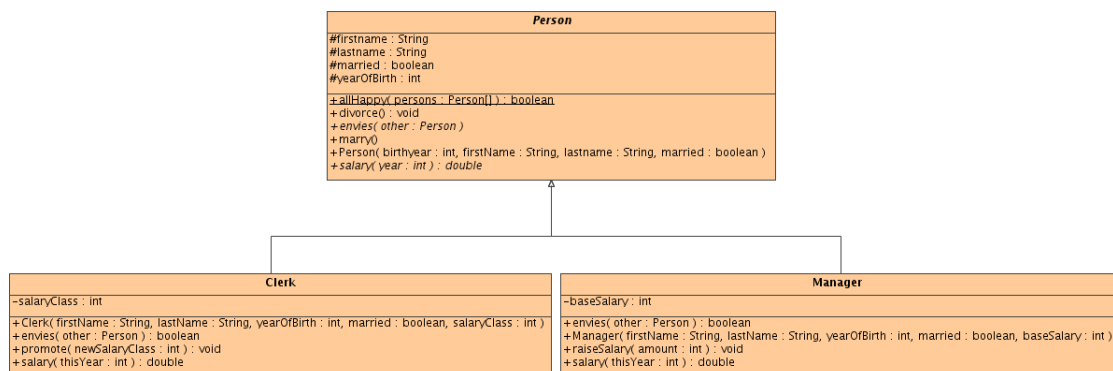 Person
#firstname : String
#lastname : String
#married : boolean
#yearOfBirth : int
+allHappy( persons : Person[] ) : boolean
+divorce() : void
+envies( other : Person )
+marry()
+Person( birthyear : int, firstName : String, lastname : String, married : boolean )
+salary( year : int ) : double
Clerk
-salaryClass : int
+Clerk( firstName : String, lastName : String, yearOfBirth : int, married : boolean, salaryClass : int )
+envies( other : Person ) : boolean
+promote( newSalaryClass : int ) : void
+salary( thisYear : int ) : double
Manager
-baseSalary : int
+envies( other : Person ) : boolean
+Manager( firstName : String, lastName : String, yearOfBirth : int, married : boolean, baseSalary : int )
+raiseSalary( amount : int ) : void
+salary( thisYear : int ) : double